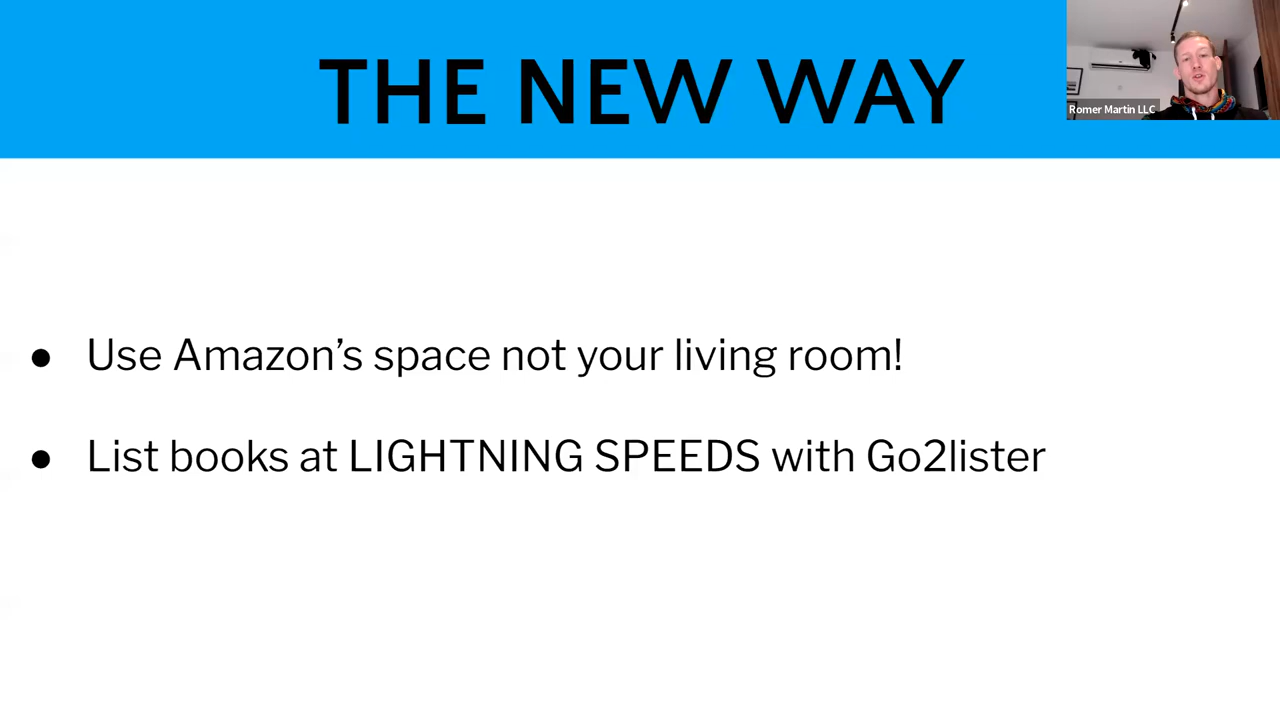 THE NEW WAY
Romer Martin LLC
● Use Amazon’s space not your living room!
● List books at LIGHTNING SPEEDS with Go2lister